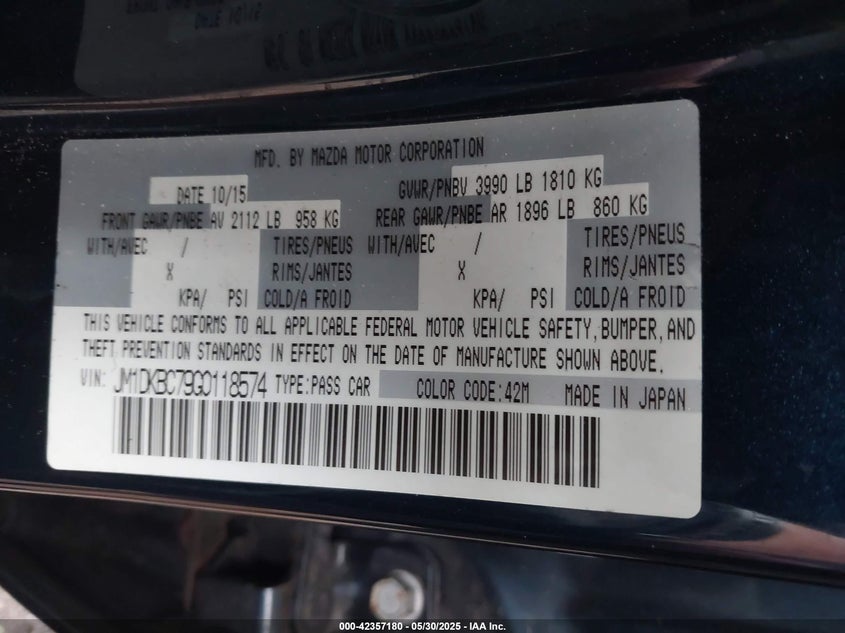 MFD. BY MAZDA MOTOR CORPORATION
DATE 10/15 GVWR/PNBV 3990 LB 1810 KG
FRONT GAWR/PNBE AV 2112 LB 958 KG REAR GAWR/PNBE AR 1896 LB 860 KG
WITH/AVEC / TIRES/PNEUS WITH/AVEC / TIRES/PNEUS
X RIMS/JANTES X RIMS/JANTES
KPA/ PSI COLD/A FROID KPA/ PSI COLD/A FROID
THIS VEHICLE CONFORMS TO ALL APPLICABLE FEDERAL MOTOR VEHICLE SAFETY, BUMPER, AND
THEFT PREVENTION STANDARDS IN EFFECT ON THE DATE OF MANUFACTURE SHOWN ABOVE.
VIN: JM1DKBC79G0118574 TYPE:PASS CAR COLOR CODE:42M MADE IN JAPAN
000-42357180 - 05/30/2025 - IAA Inc.